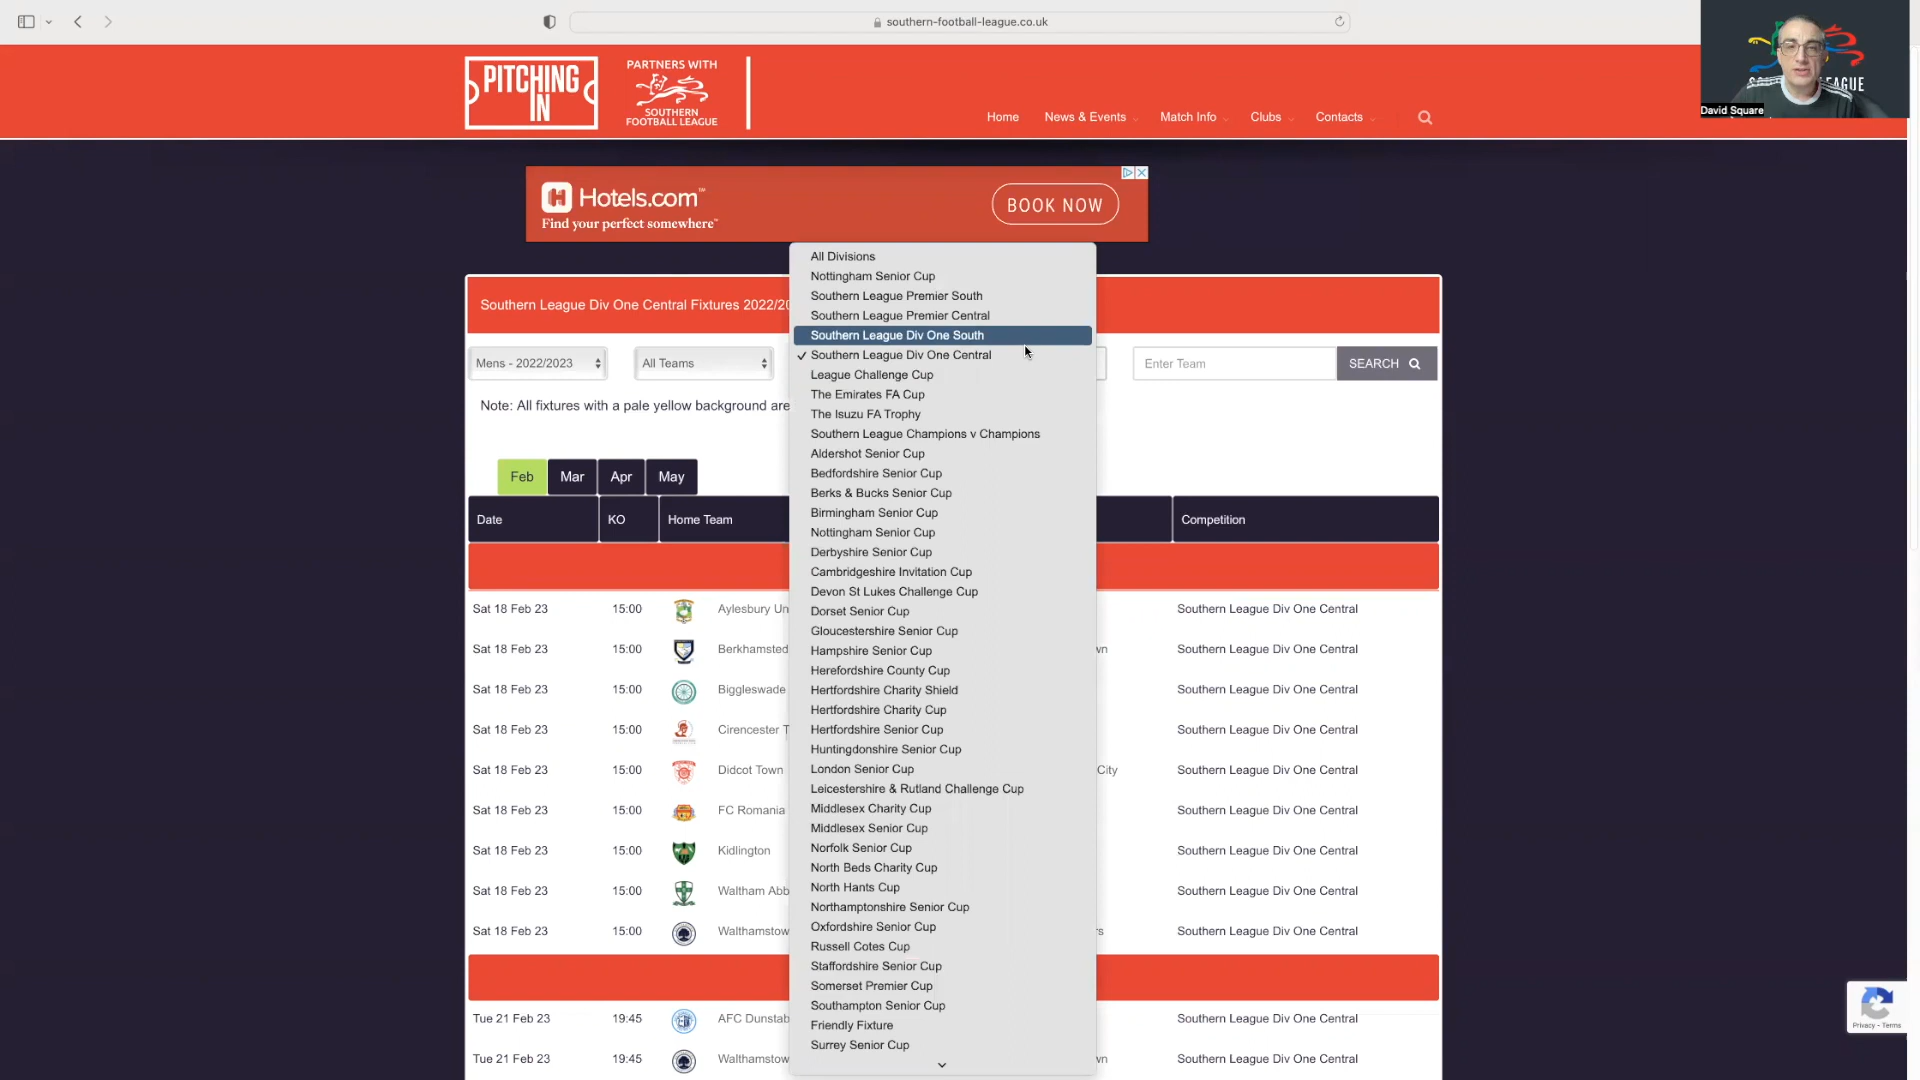 southern-football-league.co.uk
PITCHING
IN
PARTNERS WITH
SOUTHERN
FOOTBALL LEAGUE
Home
News & Events
Match Info
Clubs
Contacts
David Square
Hotels.com™
Find your perfect somewhere™
BOOK NOW
Southern League Div One Central Fixtures 2022/20
Mens - 2022/2023
All Teams
Enter Team
SEARCH
Note: All fixtures with a pale yellow background are
Feb
Mar
Apr
May
Date
KO
Home Team
Competition
Sat 18 Feb 23 15:00 Aylesbury Un Southern League Div One Central
Sat 18 Feb 23 15:00 Berkhamsted wn Southern League Div One Central
Sat 18 Feb 23 15:00 Biggleswade Southern League Div One Central
Sat 18 Feb 23 15:00 Cirencester T Southern League Div One Central
Sat 18 Feb 23 15:00 Didcot Town City Southern League Div One Central
Sat 18 Feb 23 15:00 FC Romania Southern League Div One Central
Sat 18 Feb 23 15:00 Kidlington Southern League Div One Central
Sat 18 Feb 23 15:00 Waltham Abb Southern League Div One Central
Sat 18 Feb 23 15:00 Walthamstow rs Southern League Div One Central
Tue 21 Feb 23 19:45 AFC Dunstab Southern League Div One Central
Tue 21 Feb 23 19:45 Walthamstow wn Southern League Div One Central
All Divisions
Nottingham Senior Cup
Southern League Premier South
Southern League Premier Central
Southern League Div One South
✓ Southern League Div One Central
League Challenge Cup
The Emirates FA Cup
The Isuzu FA Trophy
Southern League Champions v Champions
Aldershot Senior Cup
Bedfordshire Senior Cup
Berks & Bucks Senior Cup
Birmingham Senior Cup
Nottingham Senior Cup
Derbyshire Senior Cup
Cambridgeshire Invitation Cup
Devon St Lukes Challenge Cup
Dorset Senior Cup
Gloucestershire Senior Cup
Hampshire Senior Cup
Herefordshire County Cup
Hertfordshire Charity Shield
Hertfordshire Charity Cup
Hertfordshire Senior Cup
Huntingdonshire Senior Cup
London Senior Cup
Leicestershire & Rutland Challenge Cup
Middlesex Charity Cup
Middlesex Senior Cup
Norfolk Senior Cup
North Beds Charity Cup
North Hants Cup
Northamptonshire Senior Cup
Oxfordshire Senior Cup
Russell Cotes Cup
Staffordshire Senior Cup
Somerset Premier Cup
Southampton Senior Cup
Friendly Fixture
Surrey Senior Cup
Privacy - Terms